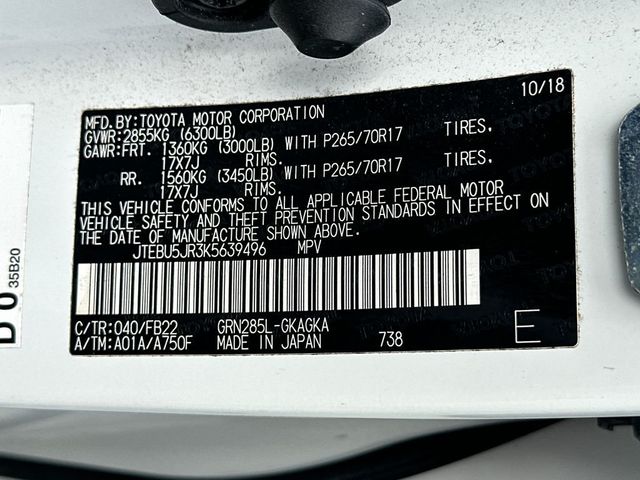 10/18
MFD.BY:TOYOTA MOTOR CORPORATION
GVWR:2855KG (6300LB)
GAWR:FRT. 1360KG (3000LB) WITH P265/70R17 TIRES,
17X7J RIMS.
RR. 1560KG (3450LB) WITH P265/70R17 TIRES,
17X7J RIMS.
THIS VEHICLE CONFORMS TO ALL APPLICABLE FEDERAL MOTOR
VEHICLE SAFETY AND THEFT PREVENTION STANDARDS IN EFFECT ON
THE DATE OF MANUFACTURE SHOWN ABOVE.
JTEBU5JR3K5639496 MPV
C/TR:040/FB22 GRN285L-GKAGKA
A/TM:A01A/A750F MADE IN JAPAN 738
E
35B20